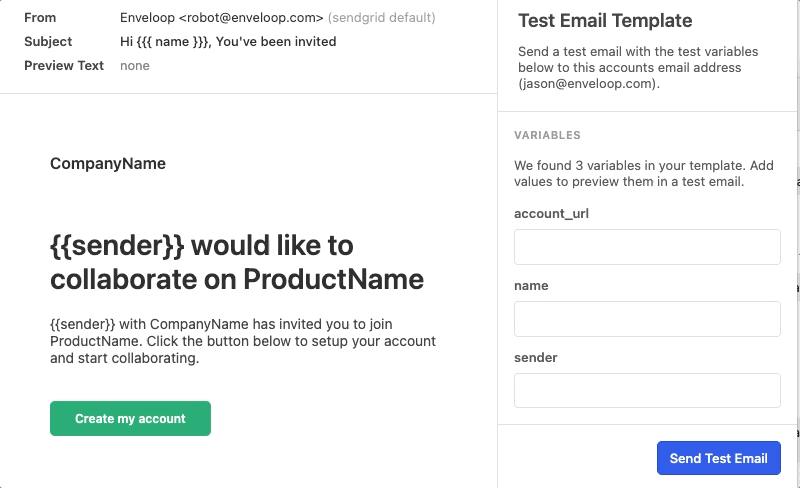 From Enveloop <robot@enveloop.com> (sendgrid default)
Subject Hi {{{ name }}}, You've been invited
Preview Text none
CompanyName
{{sender}} would like to
collaborate on ProductName
{{sender}} with CompanyName has invited you to join
ProductName. Click the button below to setup your account
and start collaborating.
Create my account
Test Email Template
Send a test email with the test variables
below to this accounts email address
(jason@enveloop.com).
VARIABLES
We found 3 variables in your template. Add
values to preview them in a test email.
account_url
name
sender
Send Test Email